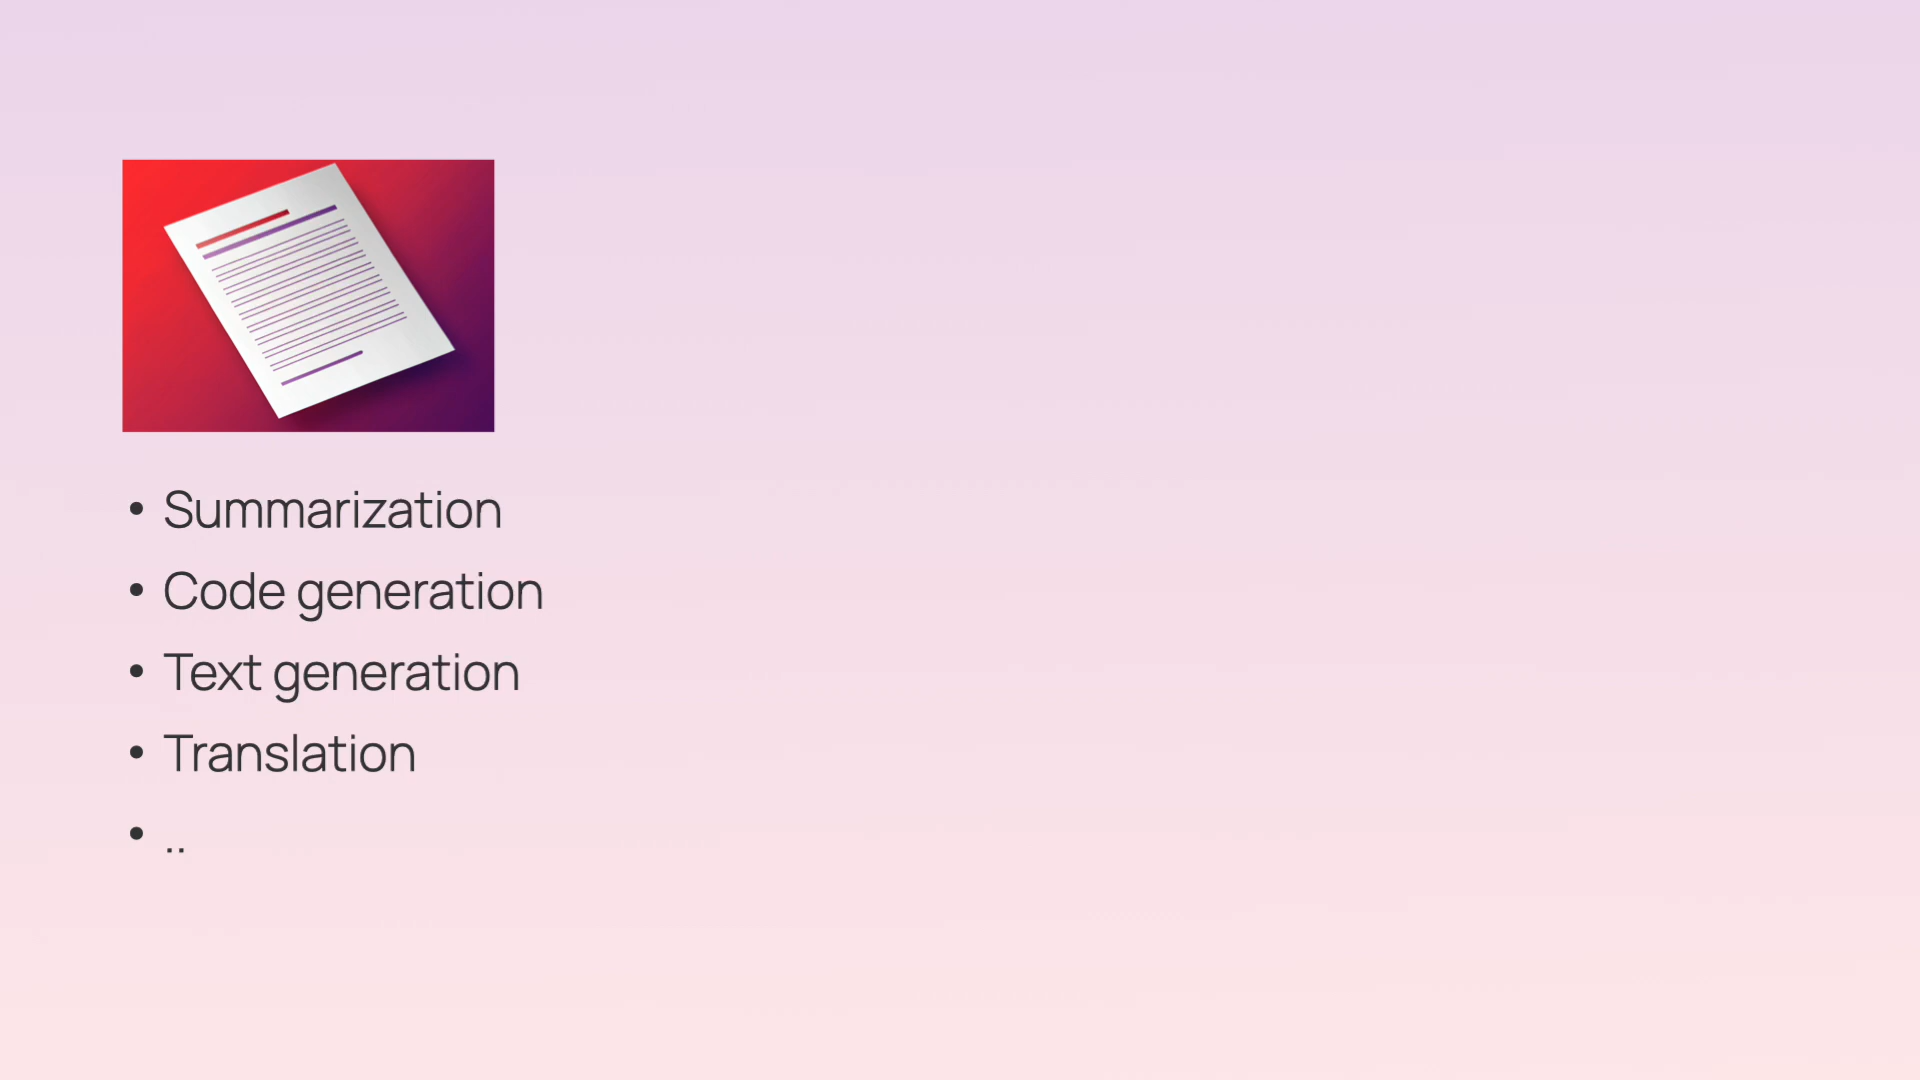 • Summarization
• Code generation
• Text generation
• Translation
• ..